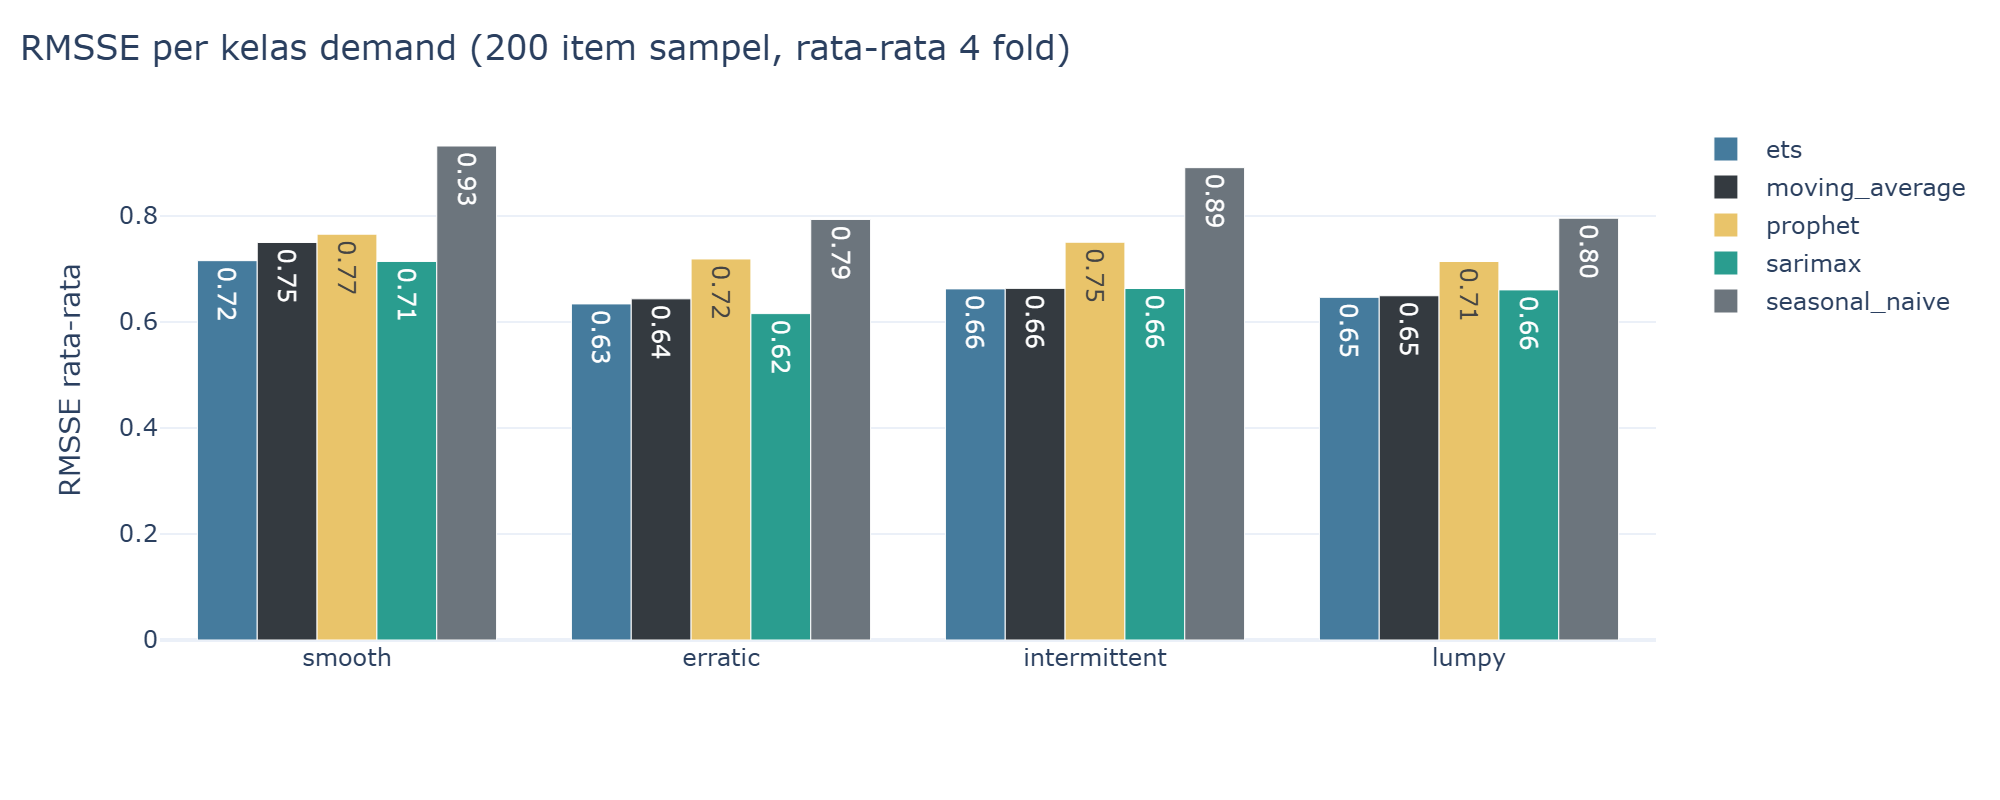 RMSSE per kelas demand (200 item sampel, rata-rata 4 fold)
RMSSE rata-rata
0.8
0.6
0.4
0.2
0
0.72
0.75
0.77
0.71
0.93
0.63
0.64
0.72
0.62
0.79
0.66
0.66
0.75
0.66
0.89
0.65
0.65
0.71
0.66
0.80
smooth
erratic
intermittent
lumpy
ets
moving_average
prophet
sarimax
seasonal_naive